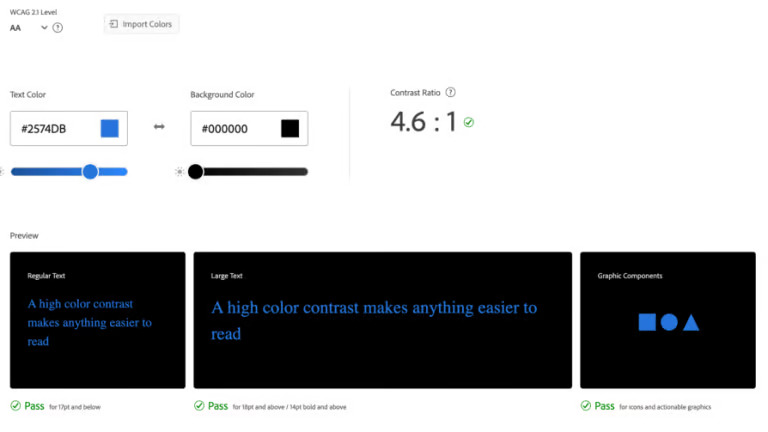 WCAG 2.1 Level
AA
Import Colors
Text Color
#2574DB
Background Color
#000000
Contrast Ratio
4.6 : 1
Preview
Regular Text
A high color contrast
makes anything easier to
read
Large Text
A high color contrast makes anything easier to
read
Graphic Components
Pass for 17pt and below
Pass for 18pt and above / 14pt bold and above
Pass for icons and actionable graphics